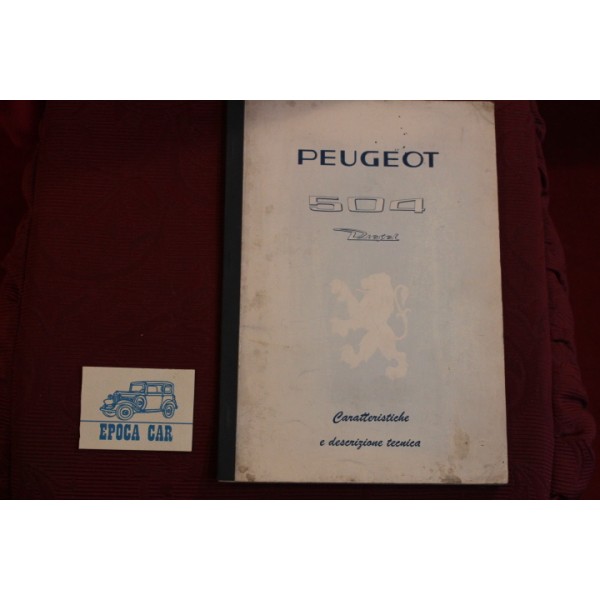 PEUGEOT
504
Diesel
Caratteristiche
e descrizione tecnica
EPOCA CAR